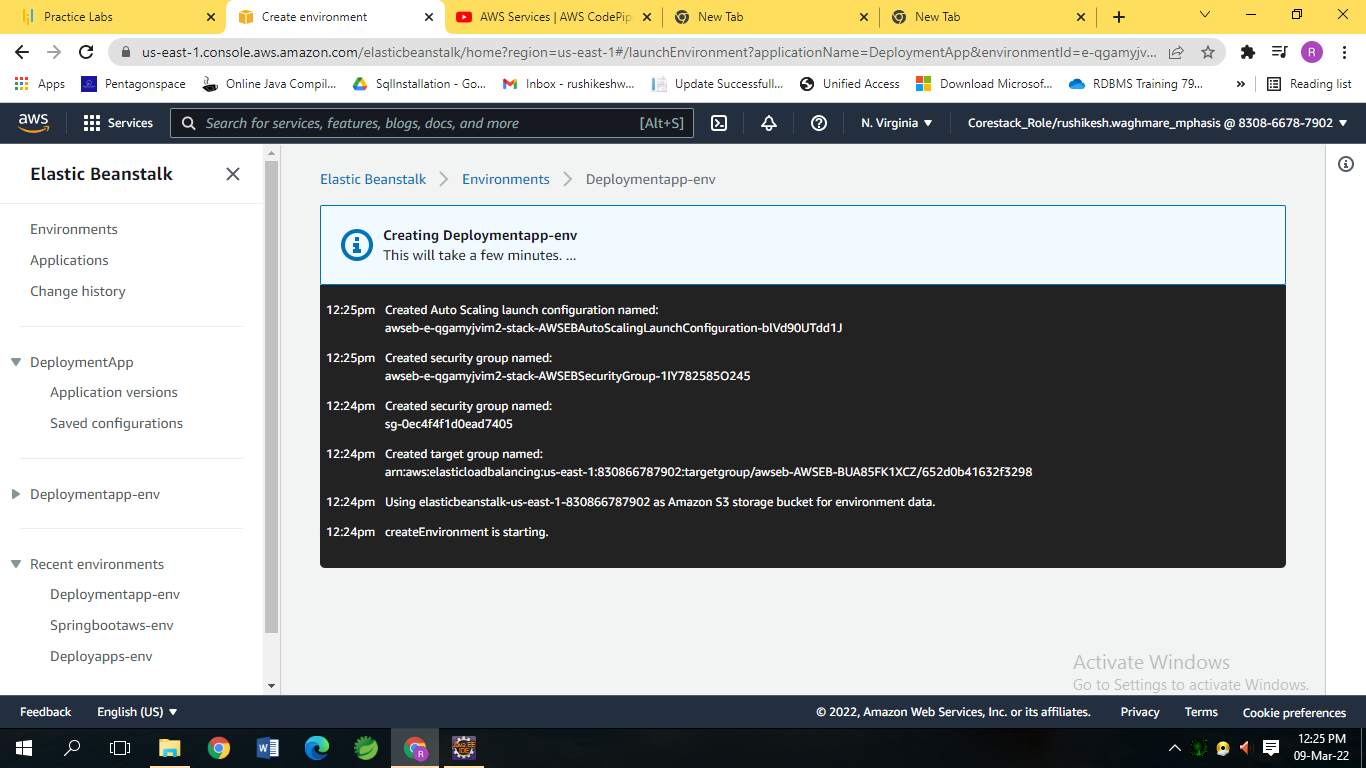 Practice Labs
Create environment
AWS Services | AWS CodePip
New Tab
New Tab
us-east-1.console.aws.amazon.com/elasticbeanstalk/home?region=us-east-1#/launchEnvironment?applicationName=DeploymentApp&environmentId=e-qgamyjv...
R
Apps
Pentagonspace
Online Java Compil...
SqlInstallation - Go...
Inbox - rushikeshw...
Update Successfull...
Unified Access
Download Microsof...
RDBMS Training 79...
»
Reading list
aws
Services
Search for services, features, blogs, docs, and more
[Alt+S]
N. Virginia
Corestack_Role/rushikesh.waghmare_mphasis @ 8308-6678-7902
Elastic Beanstalk
Environments
Applications
Change history
DeploymentApp
Application versions
Saved configurations
Deploymentapp-env
Recent environments
Deploymentapp-env
Springbootaws-env
Deployapps-env
Elastic Beanstalk
Environments
Deploymentapp-env
Creating Deploymentapp-env
This will take a few minutes. ...
12:25pm Created Auto Scaling launch configuration named:
awseb-e-qgamyjvim2-stack-AWSEBAutoScalingLaunchConfiguration-blVd90UTdd1J
12:25pm Created security group named:
awseb-e-qgamyjvim2-stack-AWSEBSecurityGroup-1IY782585O245
12:24pm Created security group named:
sg-0ec4f4f1d0ead7405
12:24pm Created target group named:
arn:aws:elasticloadbalancing:us-east-1:830866787902:targetgroup/awseb-AWSEB-BUA85FK1XCZ/652d0b41632f3298
12:24pm Using elasticbeanstalk-us-east-1-830866787902 as Amazon S3 storage bucket for environment data.
12:24pm createEnvironment is starting.
Activate Windows
Go to Settings to activate Windows.
Feedback
English (US)
© 2022, Amazon Web Services, Inc. or its affiliates.
Privacy
Terms
Cookie preferences
R
Java EE
IDE
12:25 PM
09-Mar-22